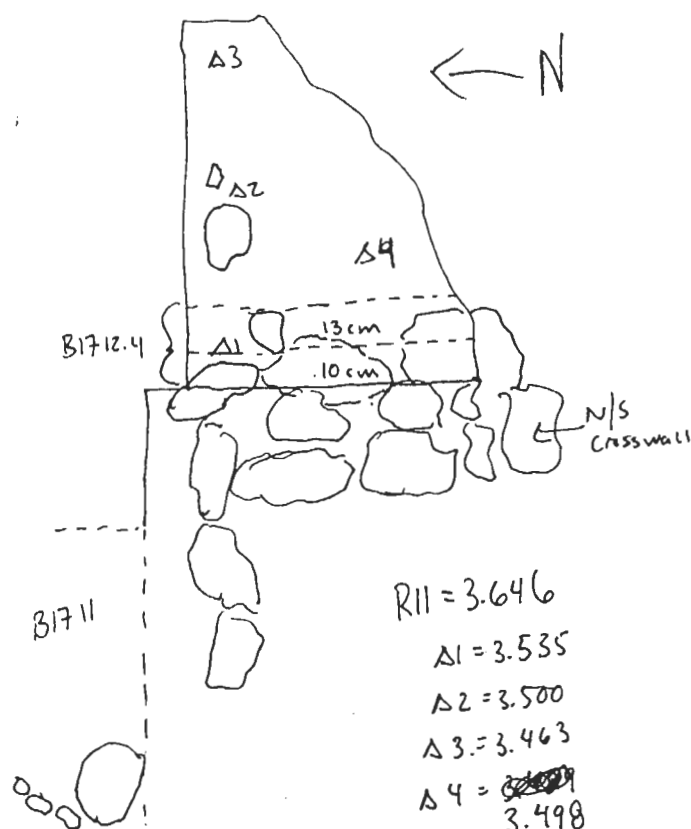 Δ3
N
Δ2
Δ4
B1712.4
Δ1
13 cm
.10 cm
N/S
Crosswall
B1711
R11 = 3.646
Δ1 = 3.535
Δ2 = 3.500
Δ3 = 3.463
Δ4 =
3.498